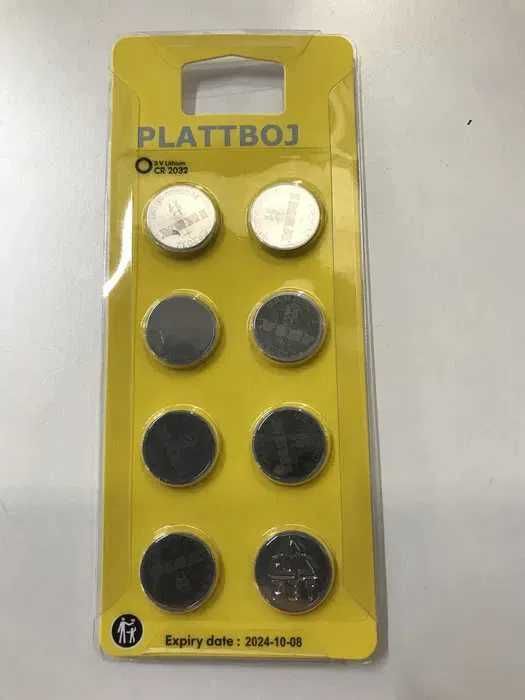 PLATTBOJ
3 V Lithium
CR 2032
Expiry date : 2024-10-08